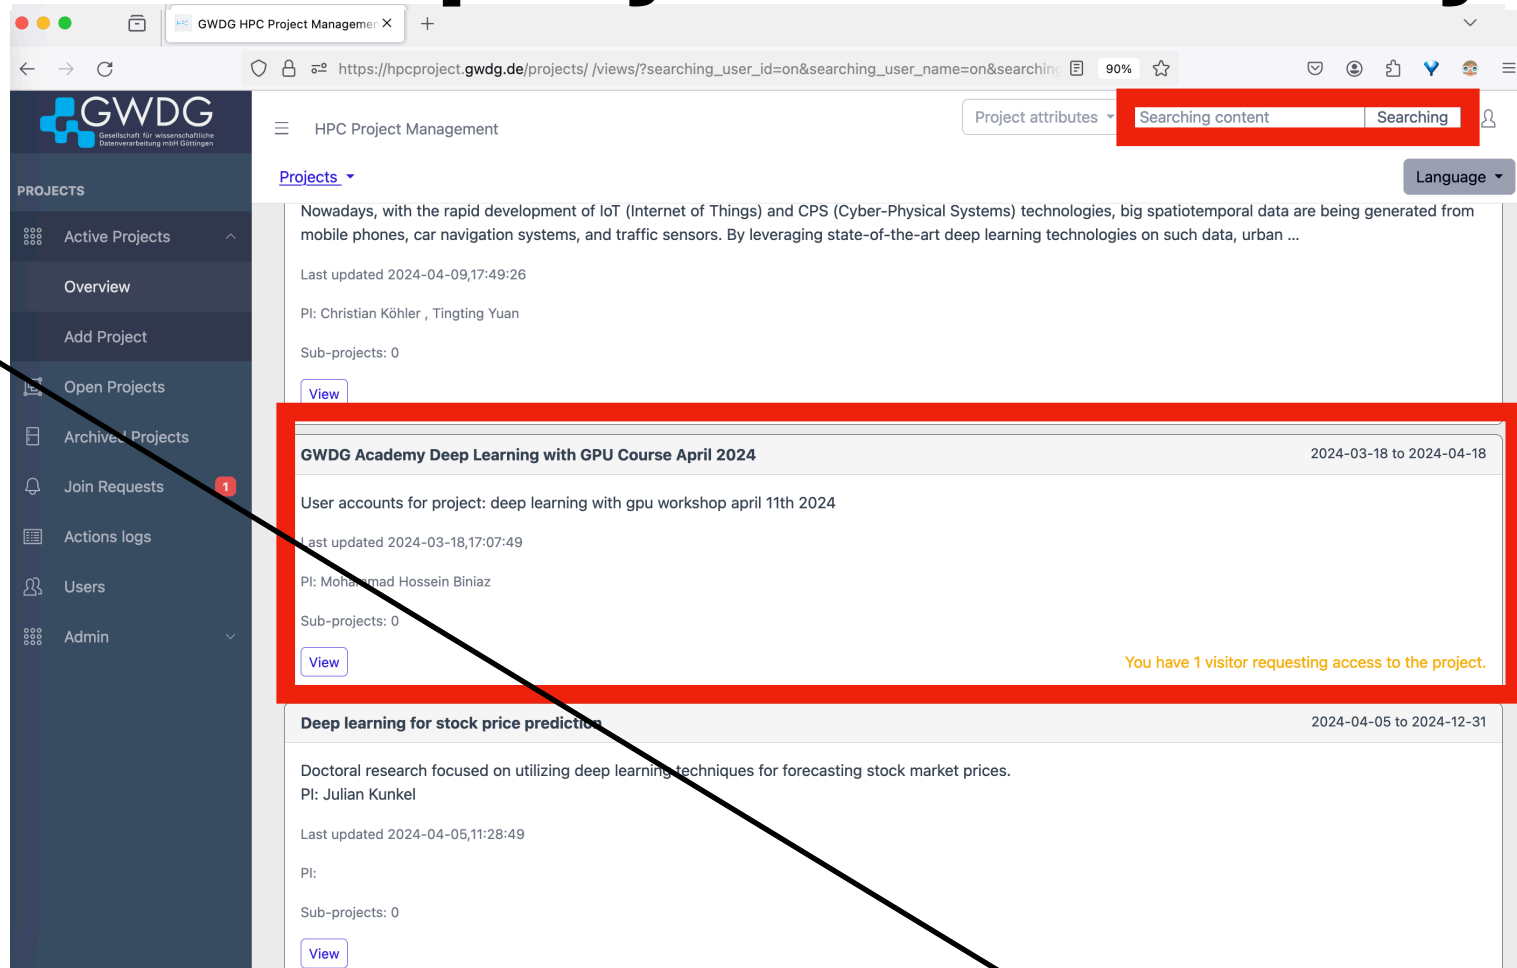 GWDG HPC Project Managemen
https://hpcproject.gwdg.de/projects/ /views/?searching_user_id=on&searching_user_name=on&searching
90%
GWDG
Gesellschaft für wissenschaftliche
Datenverarbeitung mbH Göttingen
HPC Project Management
Project attributes
Searching content
Searching
Projects
Language
PROJECTS
Active Projects
Overview
Add Project
Open Projects
Archived Projects
Join Requests 1
Actions logs
Users
Admin
Nowadays, with the rapid development of IoT (Internet of Things) and CPS (Cyber-Physical Systems) technologies, big spatiotemporal data are being generated from
mobile phones, car navigation systems, and traffic sensors. By leveraging state-of-the-art deep learning technologies on such data, urban ...
Last updated 2024-04-09,17:49:26
PI: Christian Köhler , Tingting Yuan
Sub-projects: 0
View
GWDG Academy Deep Learning with GPU Course April 2024
2024-03-18 to 2024-04-18
User accounts for project: deep learning with gpu workshop april 11th 2024
Last updated 2024-03-18,17:07:49
PI: Mohammad Hossein Biniaz
Sub-projects: 0
View
You have 1 visitor requesting access to the project.
Deep learning for stock price prediction
2024-04-05 to 2024-12-31
Doctoral research focused on utilizing deep learning techniques for forecasting stock market prices.
PI: Julian Kunkel
Last updated 2024-04-05,11:28:49
PI:
Sub-projects: 0
View